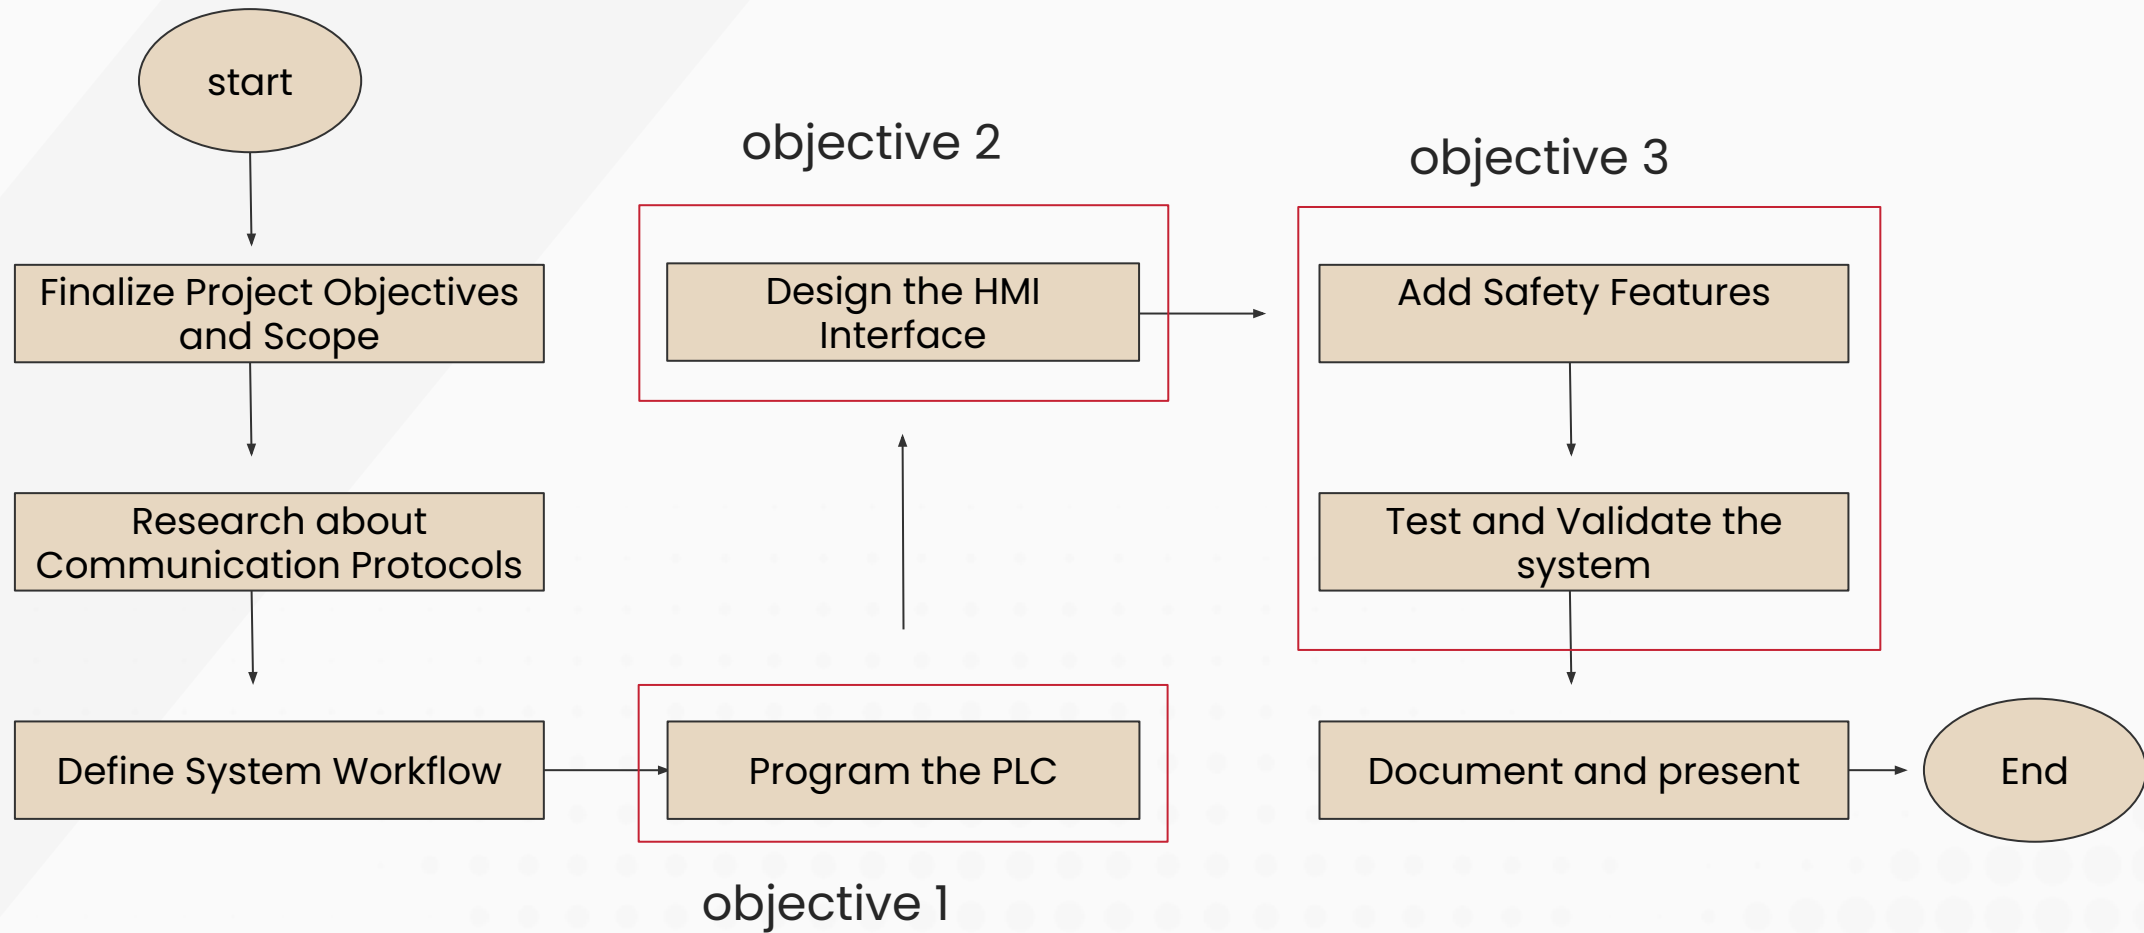 start
Finalize Project Objectives
and Scope
Research about
Communication Protocols
Define System Workflow
objective 1
Program the PLC
objective 2
Design the HMI
Interface
objective 3
Add Safety Features
Test and Validate the
system
Document and present
End